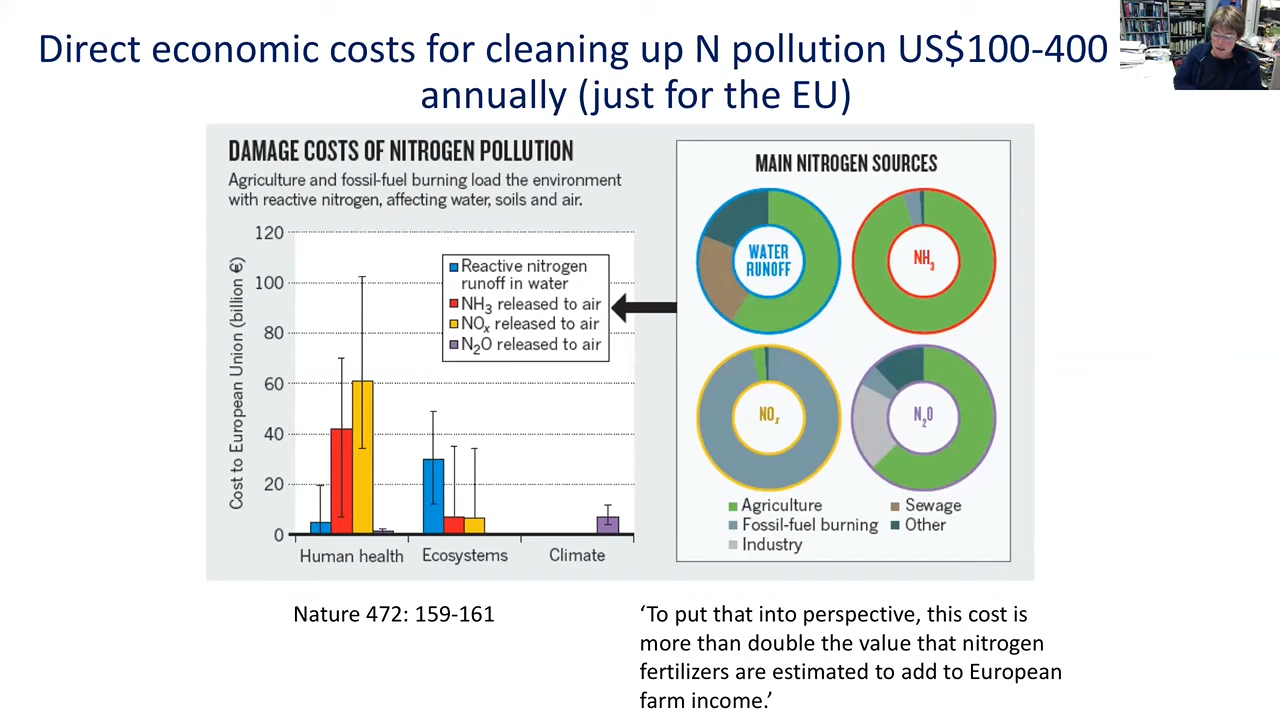 Direct economic costs for cleaning up N pollution US$100-400
annually (just for the EU)
DAMAGE COSTS OF NITROGEN POLLUTION
Agriculture and fossil-fuel burning load the environment
with reactive nitrogen, affecting water, soils and air.
Cost to European Union (billion €)
120
100
80
60
40
20
0
Reactive nitrogen
runoff in water
NH₃ released to air
NOₓ released to air
N₂O released to air
Human health
Ecosystems
Climate
MAIN NITROGEN SOURCES
WATER
RUNOFF
NH₃
NOₓ
N₂O
Agriculture
Fossil-fuel burning
Industry
Sewage
Other
Nature 472: 159-161
‘To put that into perspective, this cost is
more than double the value that nitrogen
fertilizers are estimated to add to European
farm income.’